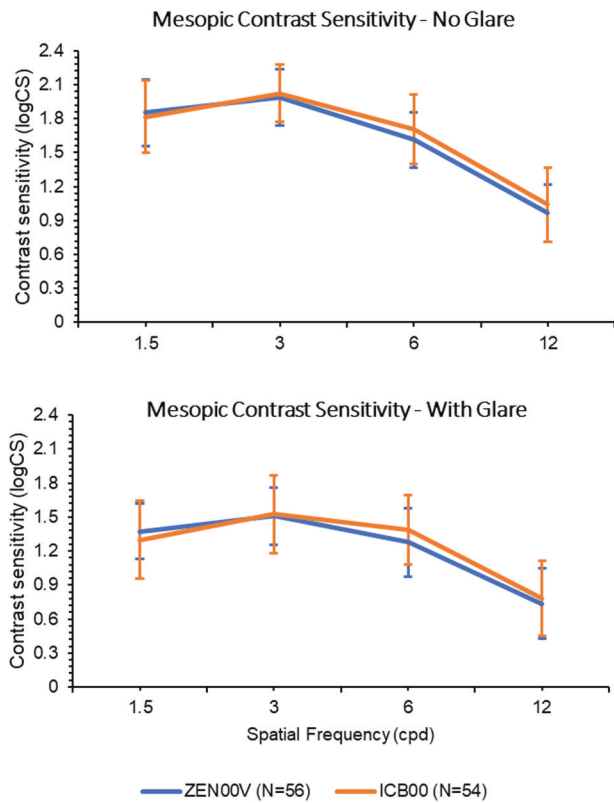 Mesopic Contrast Sensitivity - No Glare
Contrast sensitivity (logCS)
2.4
2.1
1.8
1.5
1.2
0.9
0.6
0.3
0
1.5 3 6 12
Mesopic Contrast Sensitivity - With Glare
Contrast sensitivity (logCS)
2.4
2.1
1.8
1.5
1.2
0.9
0.6
0.3
0
1.5 3 6 12
Spatial Frequency (cpd)
ZEN00V (N=56) ICB00 (N=54)